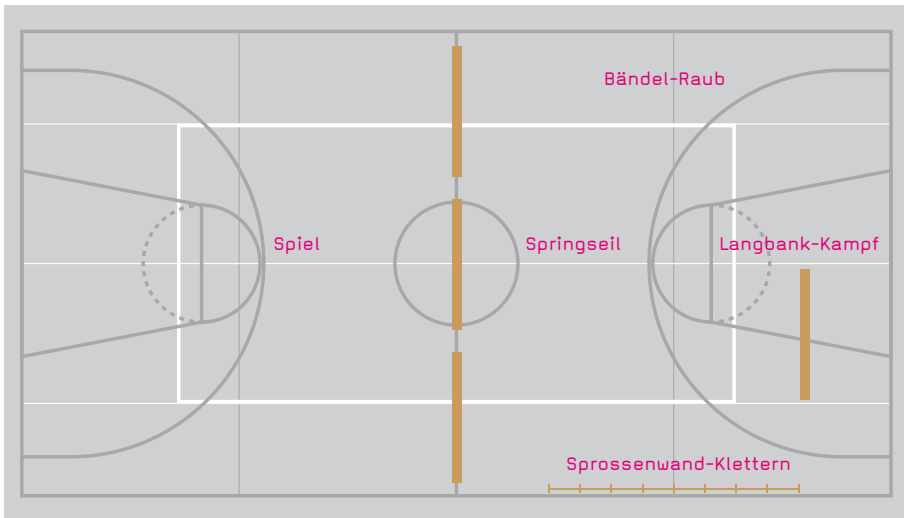 Bändel-Raub
Spiel
Springseil
Langbank-Kampf
Sprossenwand-Klettern